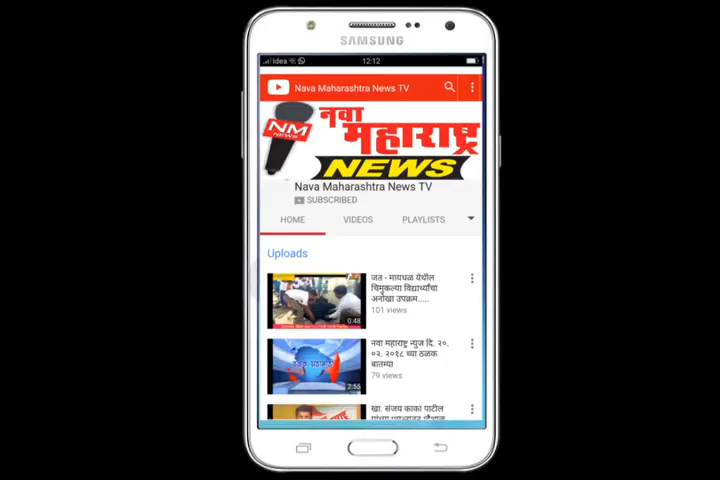 SAMSUNG
Idea
12:12
Nava Maharashtra News TV
नवा
महाराष्ट्र
NM
NEWS
NEWS
Nava Maharashtra News TV
SUBSCRIBED
HOME VIDEOS PLAYLISTS
Uploads
जत - मायथळ येथील
चिमुकल्या विद्यार्थ्यांचा
अनोखा उपक्रम.....
101 views
0:48
नवा महाराष्ट्र न्युज दि. २०.
०२. २०१८ च्या ठळक
बातम्या
79 views
2:55
खा. संजय काका पाटील